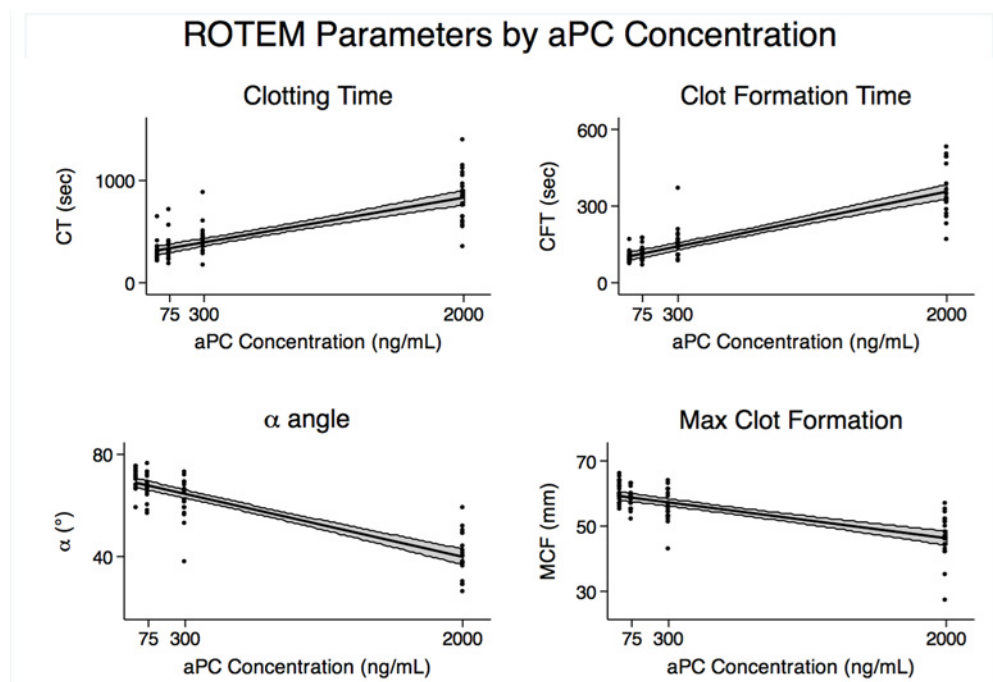 ROTEM Parameters by aPC Concentration
Clotting Time
CT (sec)
1000
0
75 300 2000
aPC Concentration (ng/mL)
Clot Formation Time
CFT (sec)
600
300
0
75 300 2000
aPC Concentration (ng/mL)
α angle
α (°)
80
40
75 300 2000
aPC Concentration (ng/mL)
Max Clot Formation
MCF (mm)
70
50
30
75 300 2000
aPC Concentration (ng/mL)